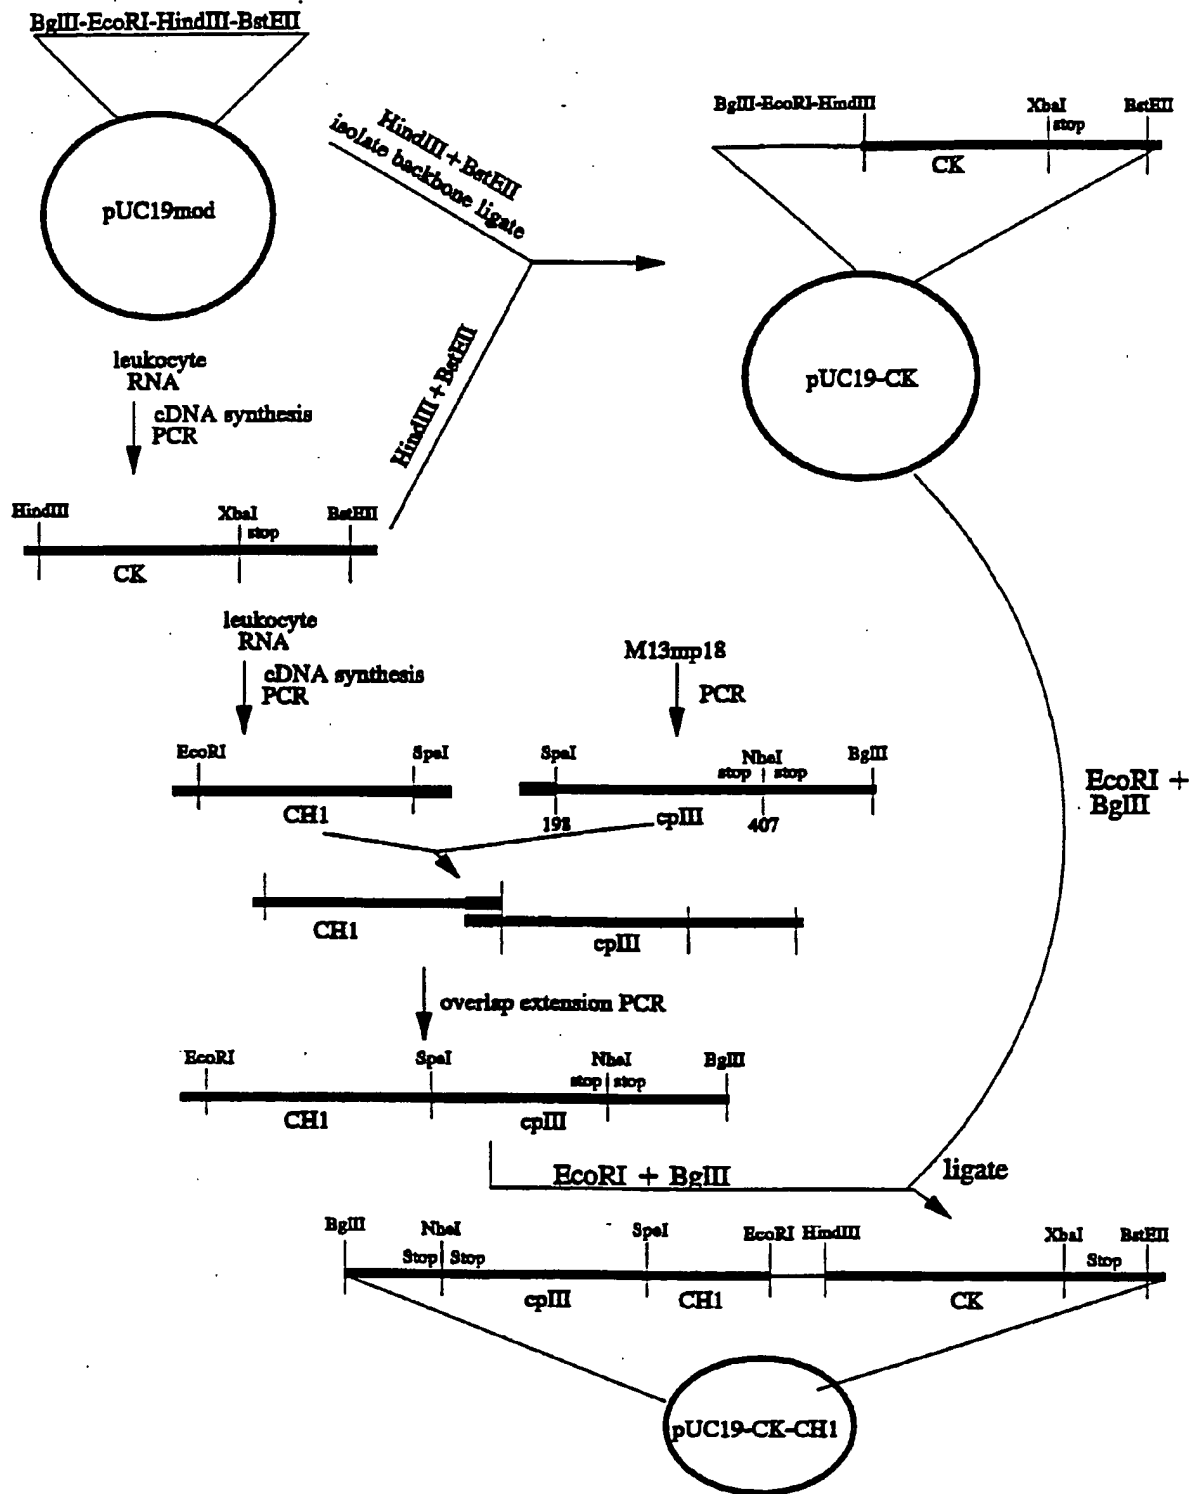 BglII-EcoRI-HindIII-BstEII
pUC19mod
HindIII+BstEII
isolate backbone ligate
HindIII+BstEII
BglII-EcoRI-HindIII
XbaI
stop
BstEII
CK
pUC19-CK
leukocyte
RNA
cDNA synthesis
PCR
HindIII
XbaI
stop
BstEII
CK
leukocyte
RNA
cDNA synthesis
PCR
M13mp18
PCR
EcoRI
SpeI
CH1
SpeI
NheI
stop
stop
BglII
198
cpIII
407
EcoRI +
BglII
CH1
cpIII
overlap extension PCR
EcoRI
SpeI
NheI
stop
stop
BglII
CH1
cpIII
EcoRI + BglII
ligate
BglII
NheI
Stop
Stop
SpeI
EcoRI
HindIII
XbaI
Stop
BstEII
cpIII
CH1
CK
pUC19-CK-CH1